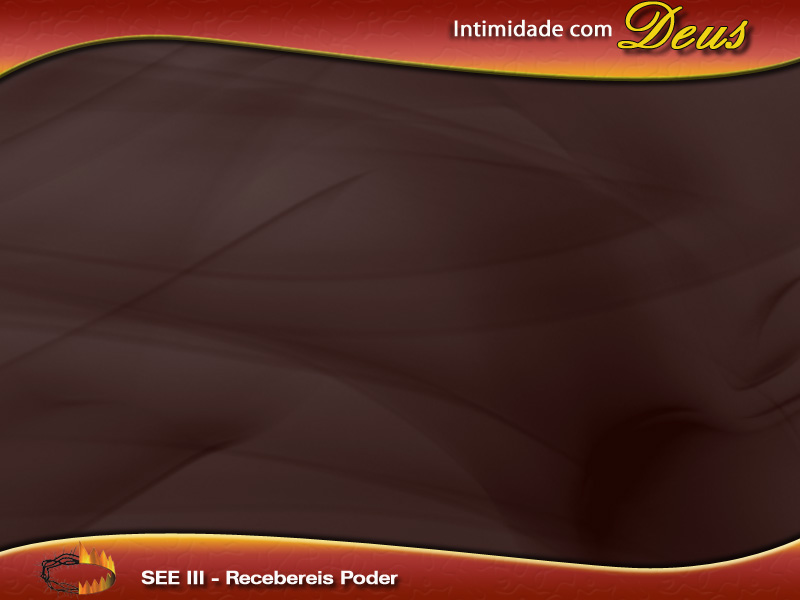 Intimidade com Deus
SEE III - Recebereis Poder